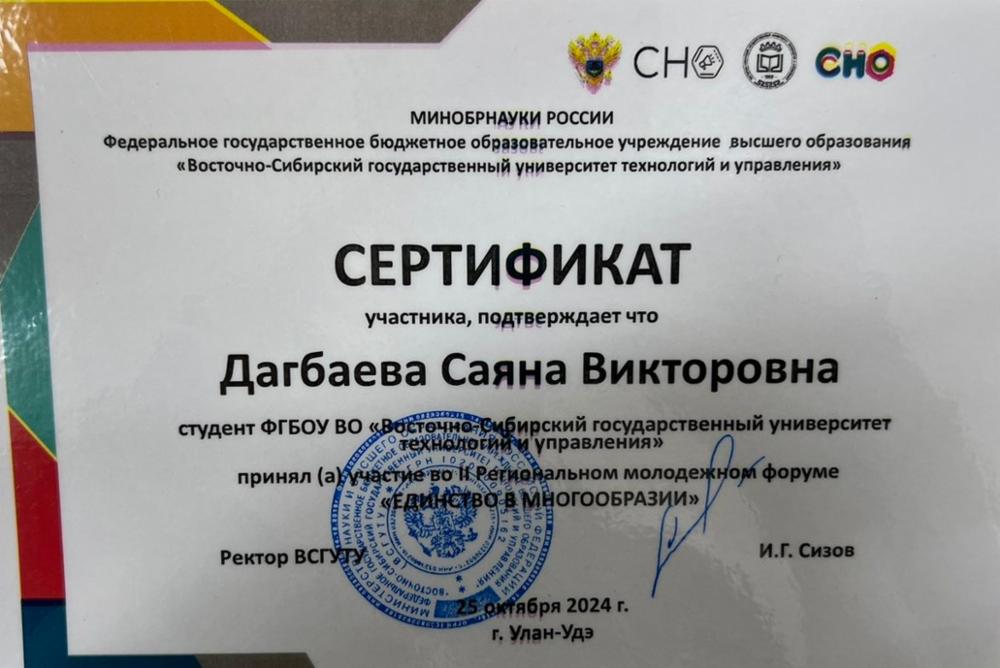 СНО СНО
МИНОБРНАУКИ РОССИИ
Федеральное государственное бюджетное образовательное учреждение высшего образования
«Восточно-Сибирский государственный университет технологий и управления»
СЕРТИФИКАТ
участника, подтверждает что
Дагбаева Саяна Викторовна
студент ФГБОУ ВО «Восточно-Сибирский государственный университет
технологий и управления»
принял (а) участие во II Региональном молодежном форуме
«ЕДИНСТВО В МНОГООБРАЗИИ»
Ректор ВСГУТУ
И.Г. Сизов
25 октября 2024 г.
г. Улан-Удэ